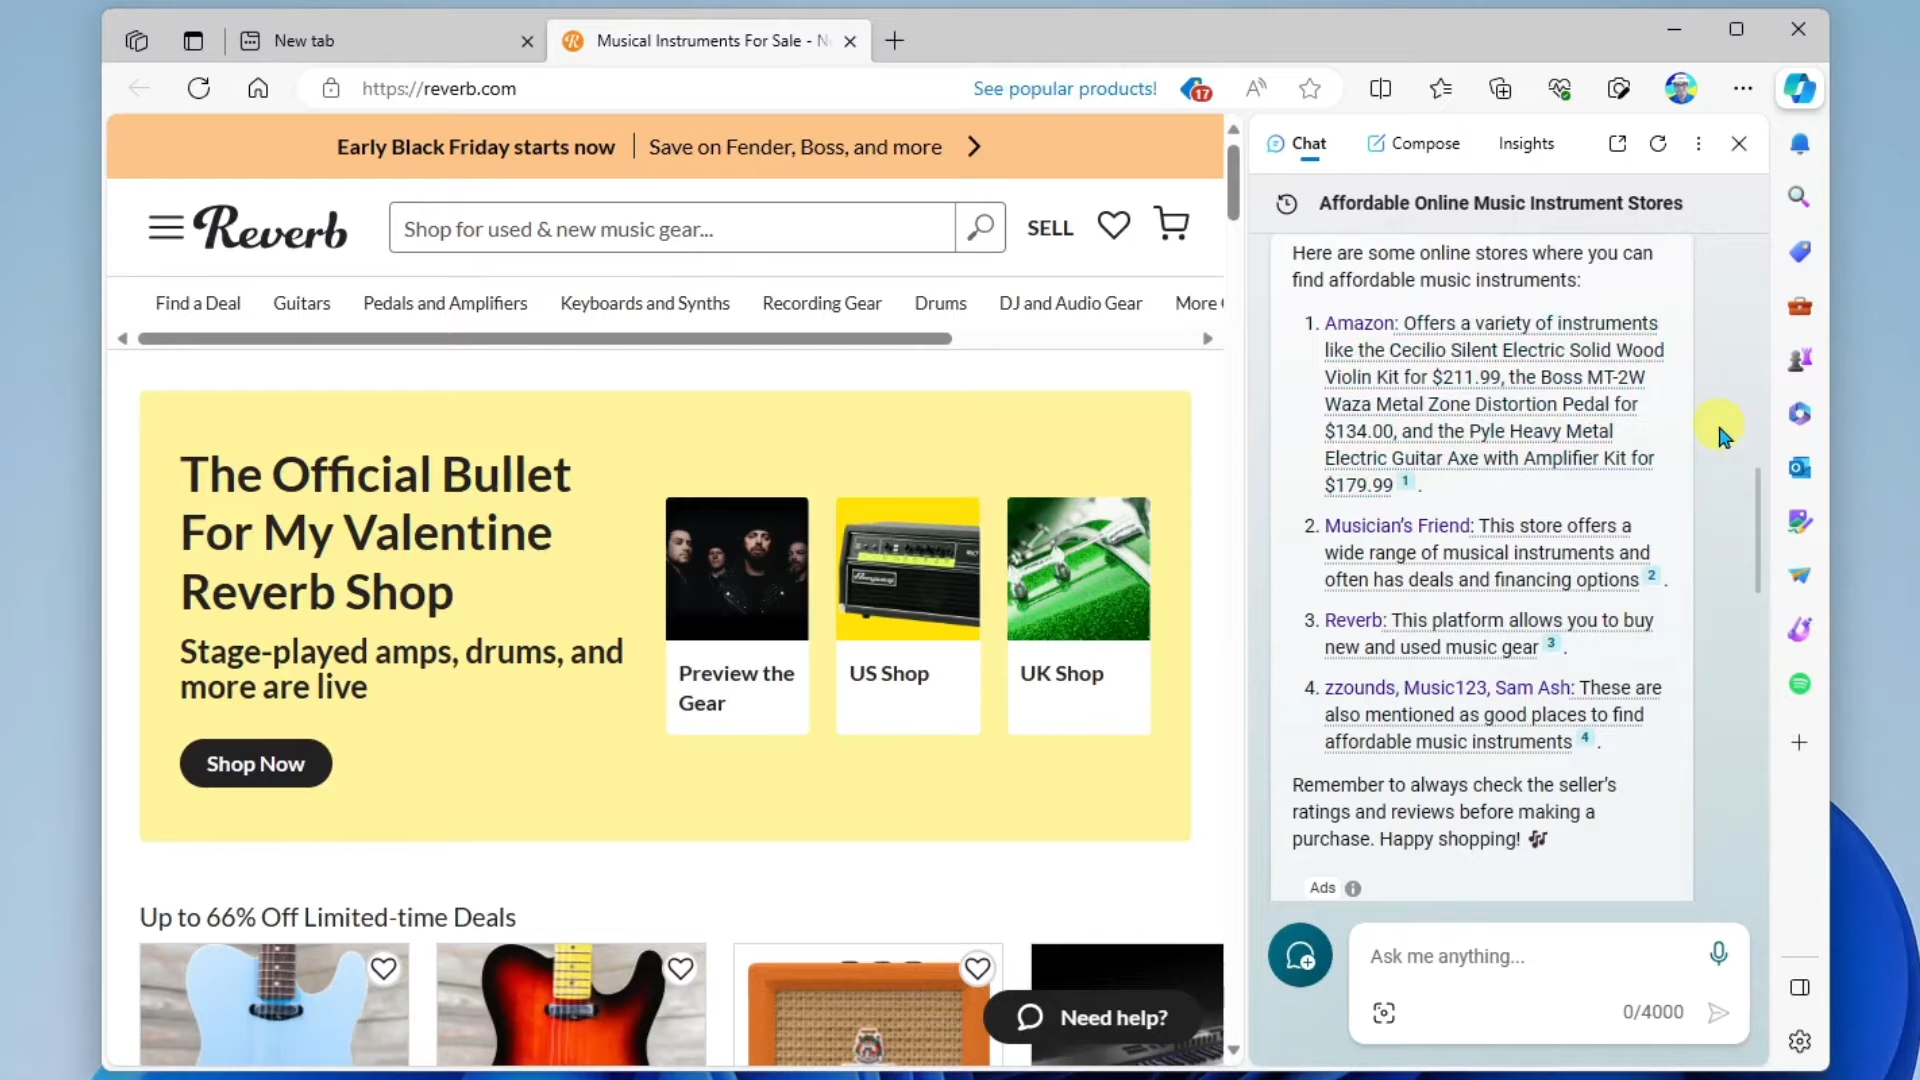 New tab
Musical Instruments For Sale - N
https://reverb.com
See popular products!
17
Early Black Friday starts now
Save on Fender, Boss, and more
Reverb
Shop for used & new music gear...
SELL
Find a Deal
Guitars
Pedals and Amplifiers
Keyboards and Synths
Recording Gear
Drums
DJ and Audio Gear
More
The Official Bullet
For My Valentine
Reverb Shop
Stage-played amps, drums, and
more are live
Shop Now
Ampeg
Preview the
Gear
US Shop
UK Shop
Up to 66% Off Limited-time Deals
Need help?
Chat
Compose
Insights
Affordable Online Music Instrument Stores
Here are some online stores where you can
find affordable music instruments:
1. Amazon: Offers a variety of instruments
like the Cecilio Silent Electric Solid Wood
Violin Kit for $211.99, the Boss MT-2W
Waza Metal Zone Distortion Pedal for
$134.00, and the Pyle Heavy Metal
Electric Guitar Axe with Amplifier Kit for
$179.99 1 .
2. Musician’s Friend: This store offers a
wide range of musical instruments and
often has deals and financing options 2 .
3. Reverb: This platform allows you to buy
new and used music gear 3 .
4. zzounds, Music123, Sam Ash: These are
also mentioned as good places to find
affordable music instruments 4 .
Remember to always check the seller’s
ratings and reviews before making a
purchase. Happy shopping! 🎶
Ads
Ask me anything...
0/4000